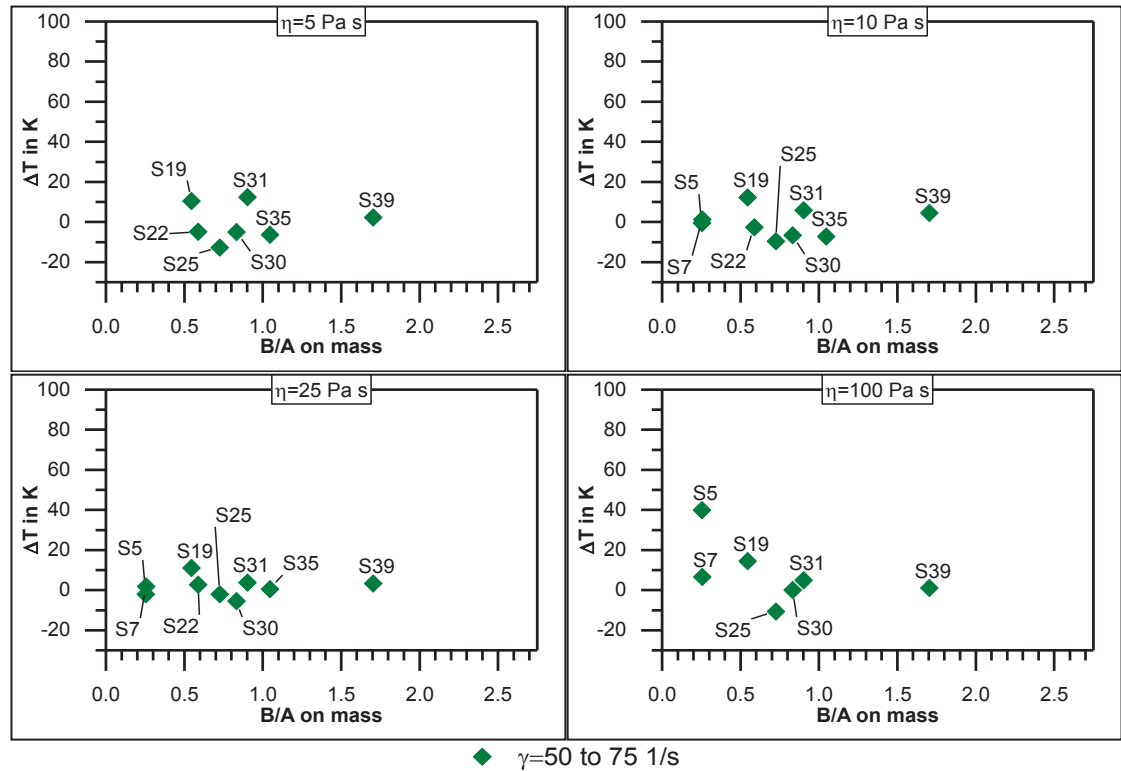 η=5 Pa s
100
80
60
40
20
0
-20
ΔT in K
S19
S31
S39
S22
S35
S25
S30
0.0 0.5 1.0 1.5 2.0 2.5
B/A on mass
η=10 Pa s
100
80
60
40
20
0
-20
ΔT in K
S25
S5
S19
S31
S39
S35
S7
S22
S30
0.0 0.5 1.0 1.5 2.0 2.5
B/A on mass
η=25 Pa s
100
80
60
40
20
0
-20
ΔT in K
S25
S5
S19
S31
S35
S39
S7
S22
S30
0.0 0.5 1.0 1.5 2.0 2.5
B/A on mass
η=100 Pa s
100
80
60
40
20
0
-20
ΔT in K
S5
S7
S19
S31
S39
S25
S30
0.0 0.5 1.0 1.5 2.0 2.5
B/A on mass
γ=50 to 75 1/s